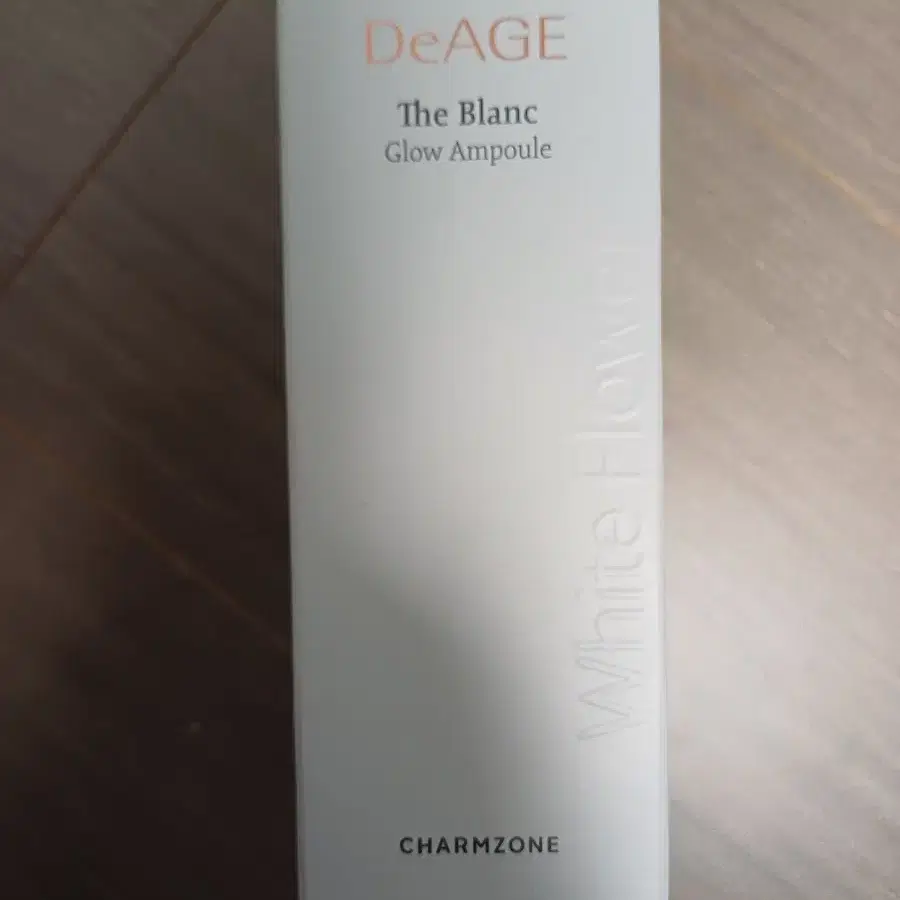 DeAGE
The Blanc
Glow Ampoule
White Flower
CHARMZONE